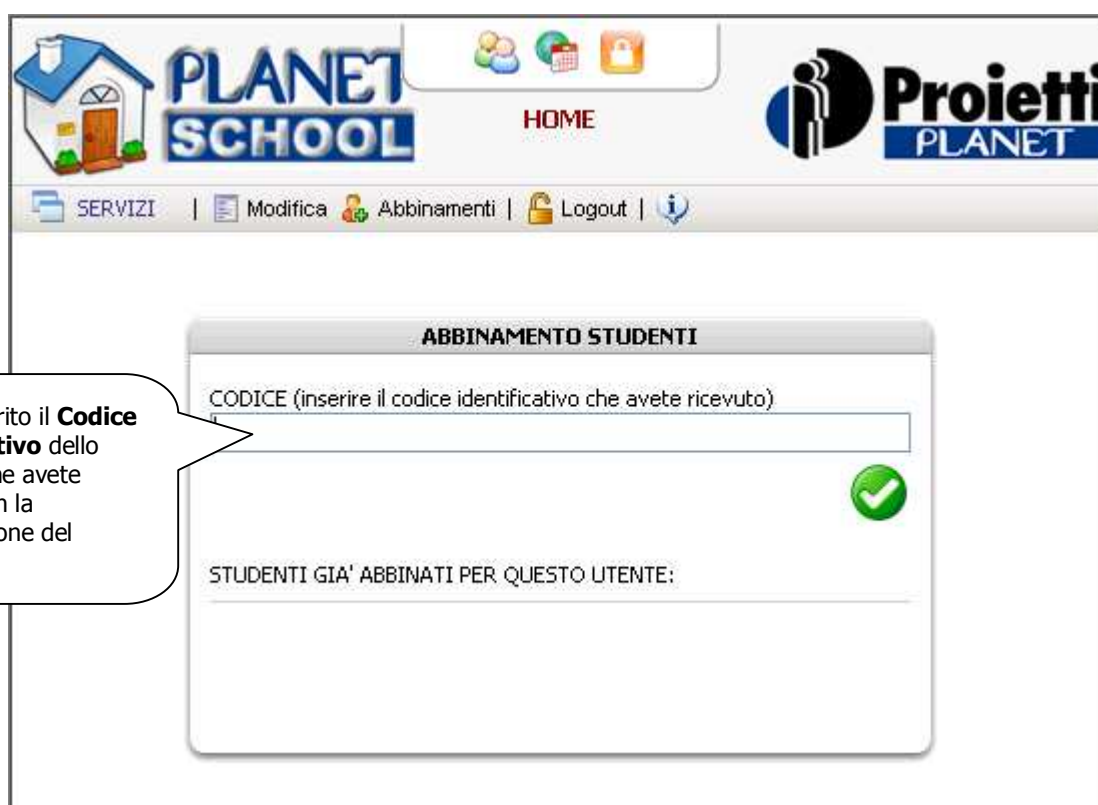 PLANET
SCHOOL
HOME
Proietti
PLANET
SERVIZI | Modifica Abbinamenti | Logout |
ABBINAMENTO STUDENTI
CODICE (inserire il codice identificativo che avete ricevuto)
rito il Codice
tivo dello
ne avete
n la
one del
STUDENTI GIA' ABBINATI PER QUESTO UTENTE: